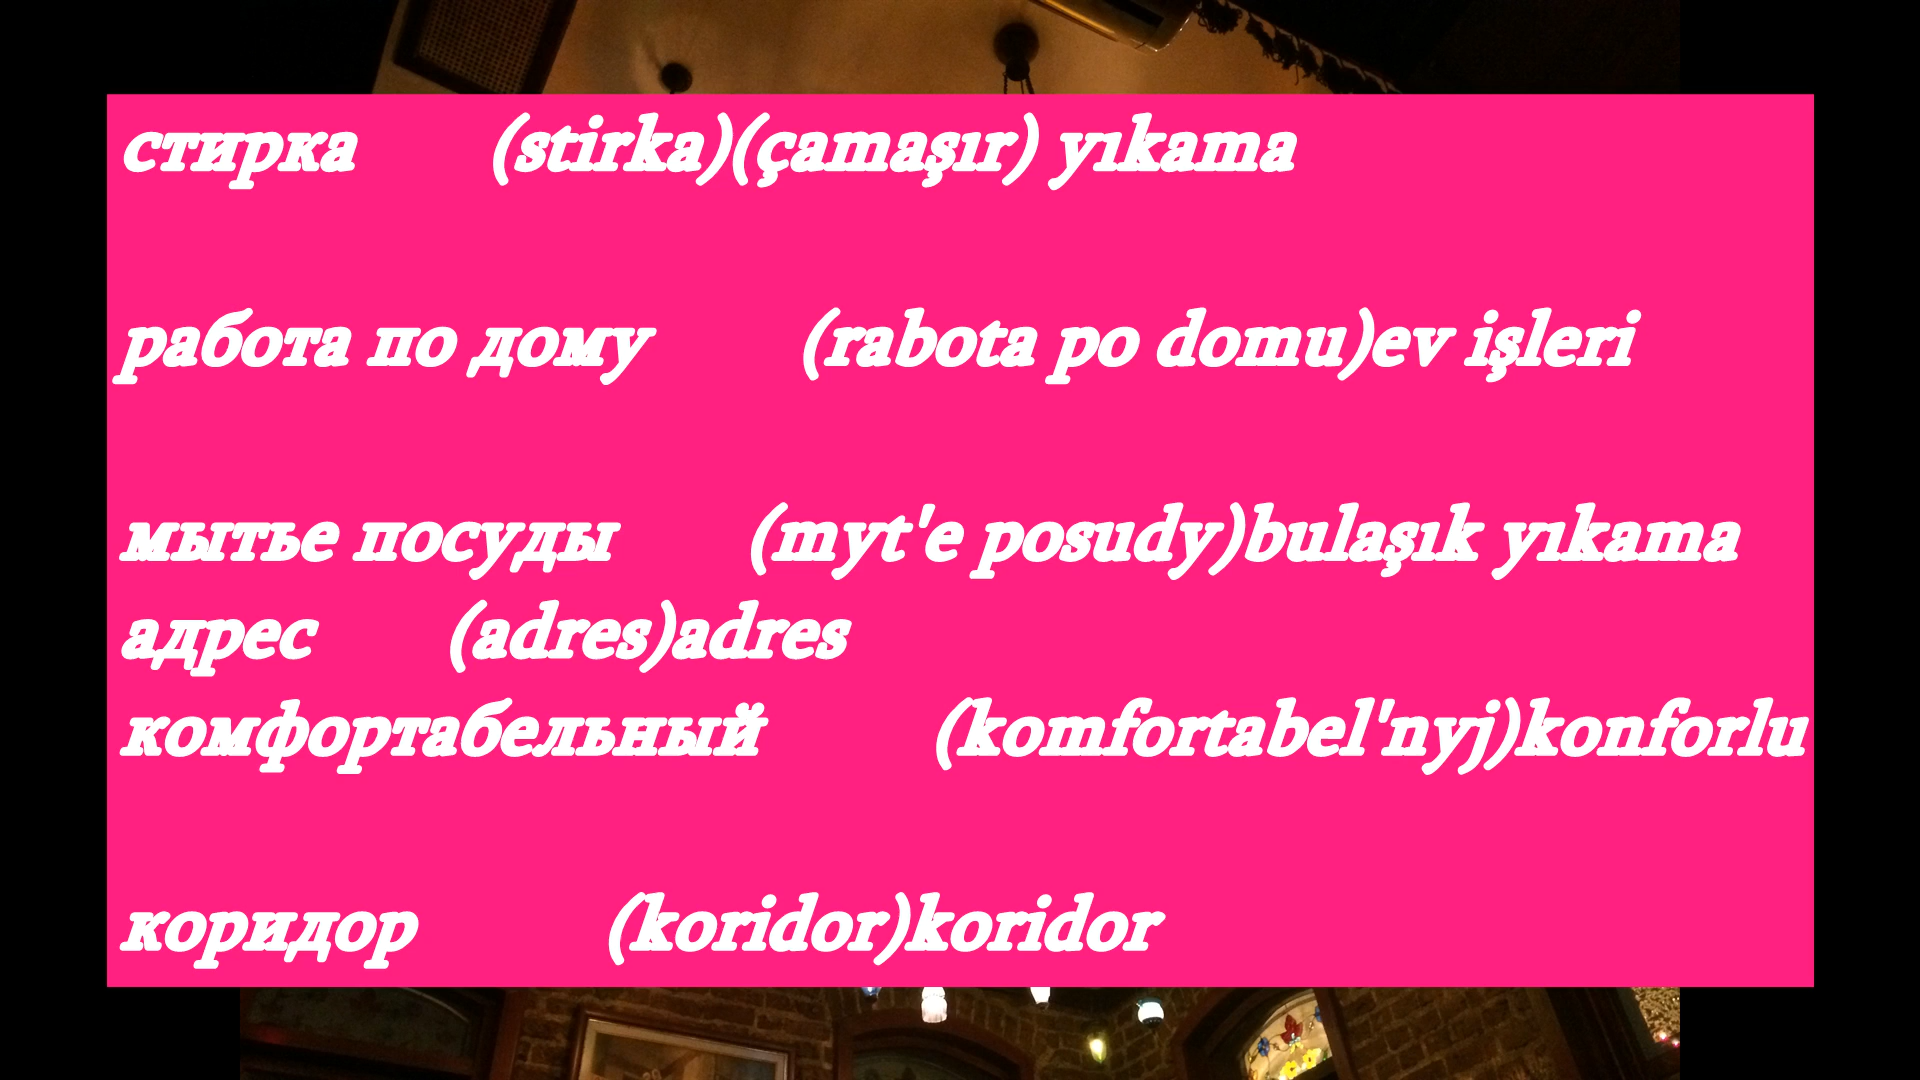 стирка (stirka)(çamaşır) yıkama
работа по дому (rabota po domu)ev işleri
мытье посуды (myt'e posudy)bulaşık yıkama
адрес (adres)adres
комфортабельный (komfortabel'nyj)konforlu
коридор (koridor)koridor